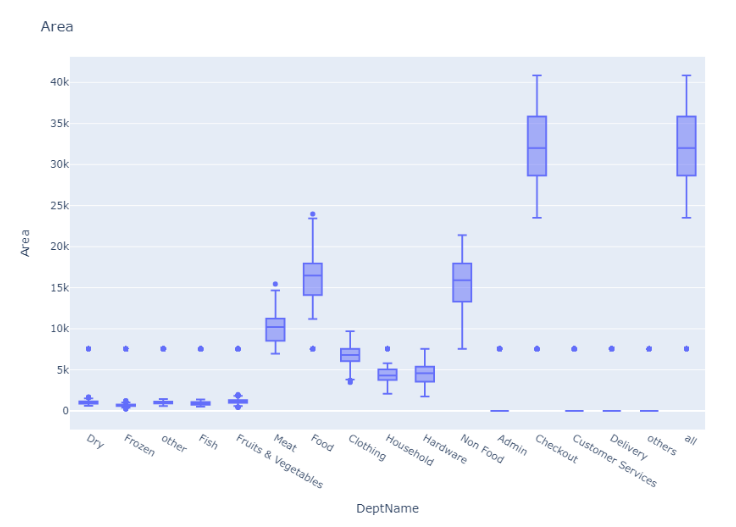 Area
40k
35k
30k
25k
20k
15k
10k
5k
0
Area
Dry
Frozen
other
Fish
Fruits & Vegetables
Meat
Food
Clothing
Household
Hardware
Non Food
Admin
Checkout
Customer Services
Delivery
others
all
DeptName